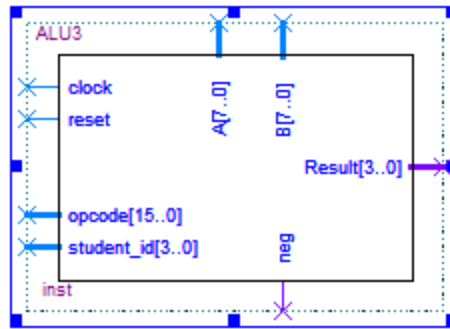 ALU3
clock
reset
A[7..0]
B[7..0]
Result[3..0]
opcode[15..0]
student_id[3..0]
neg
inst